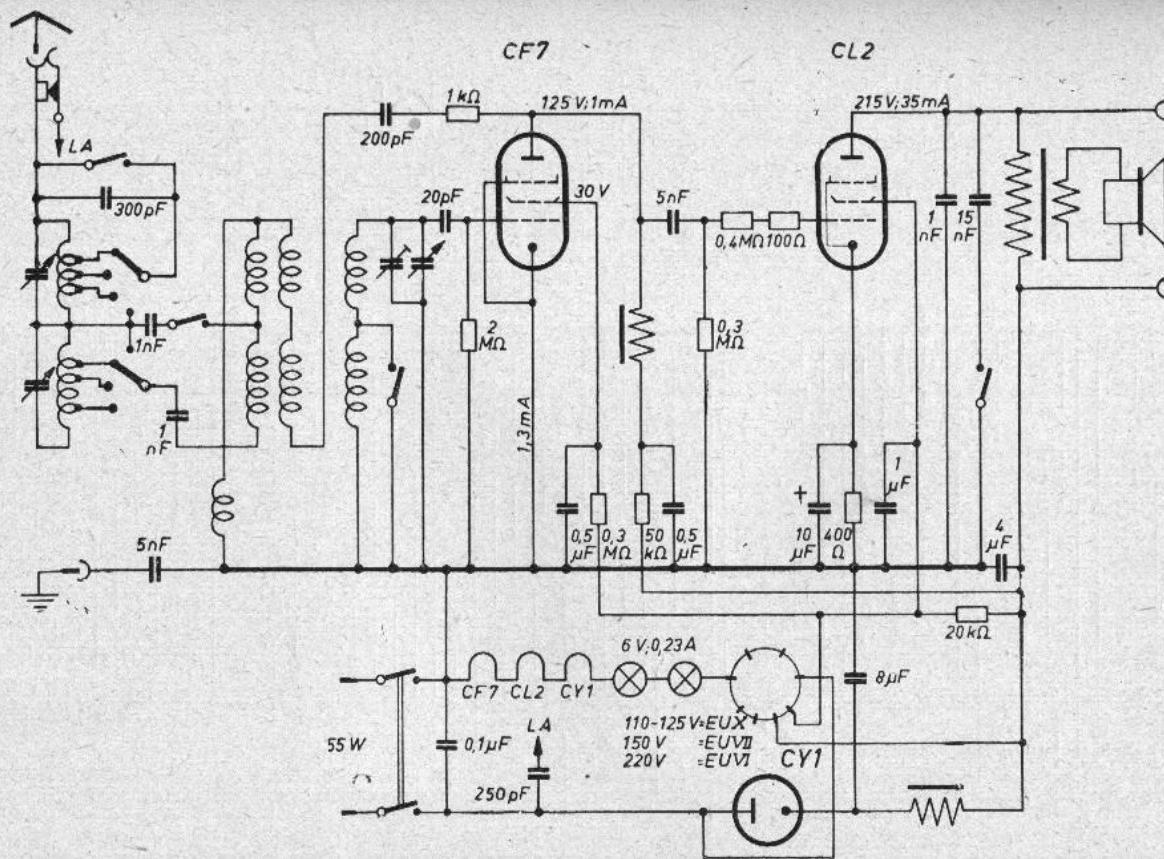 CF7
CL2
1kΩ
125V;1mA
215V;35mA
200pF
LA
300pF
20pF
30V
5nF
0,4MΩ
100Ω
1
nF
15
nF
1nF
2
MΩ
0,3
MΩ
1
nF
1,3mA
0,5
µF
0,3
MΩ
50
kΩ
0,5
µF
+
10
µF
400
Ω
1
µF
4
µF
5nF
20kΩ
6V;0,23A
8µF
CF7
CL2
CY1
110-125V=EUX
150V =EUVII
220V =EUVI
CY1
55W
0,1µF
LA
250pF